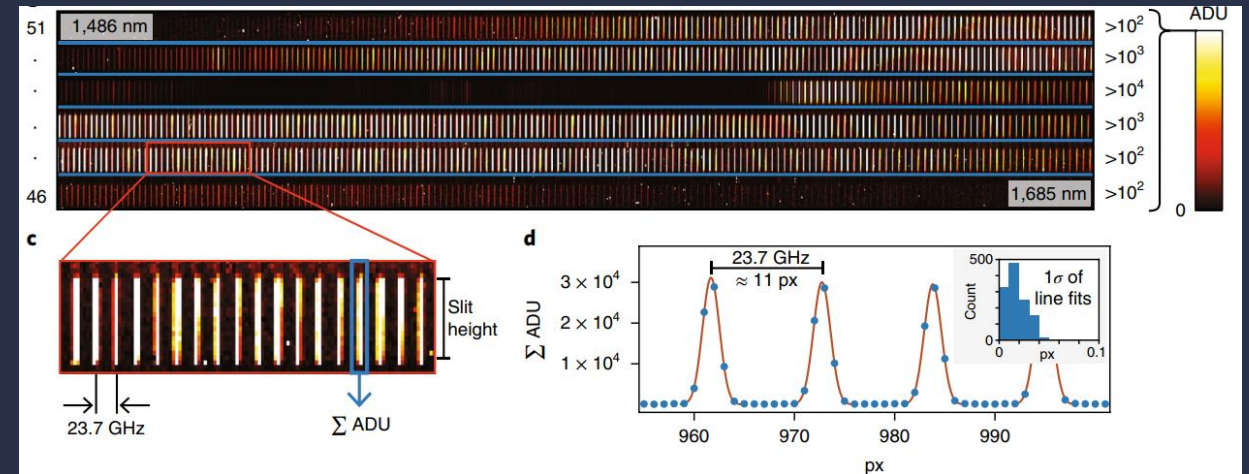 ADU
51
1,486 nm
>10²
·
>10³
·
>10⁴
·
>10³
·
>10²
46
1,685 nm
>10²
0
c
Slit
height
23.7 GHz
∑ ADU
d
23.7 GHz
≈ 11 px
∑ ADU
3 × 10⁴
2 × 10⁴
1 × 10⁴
960
970
980
990
px
500
Count
0
1σ of
line fits
0
px
0.1